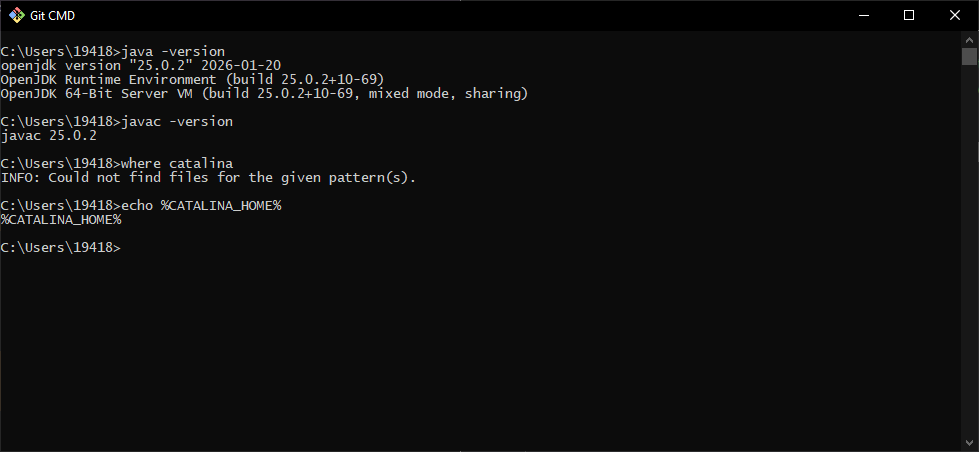 Git CMD
C:\Users\19418>java -version
openjdk version "25.0.2" 2026-01-20
OpenJDK Runtime Environment (build 25.0.2+10-69)
OpenJDK 64-Bit Server VM (build 25.0.2+10-69, mixed mode, sharing)
C:\Users\19418>javac -version
javac 25.0.2
C:\Users\19418>where catalina
INFO: Could not find files for the given pattern(s).
C:\Users\19418>echo %CATALINA_HOME%
%CATALINA_HOME%
C:\Users\19418>